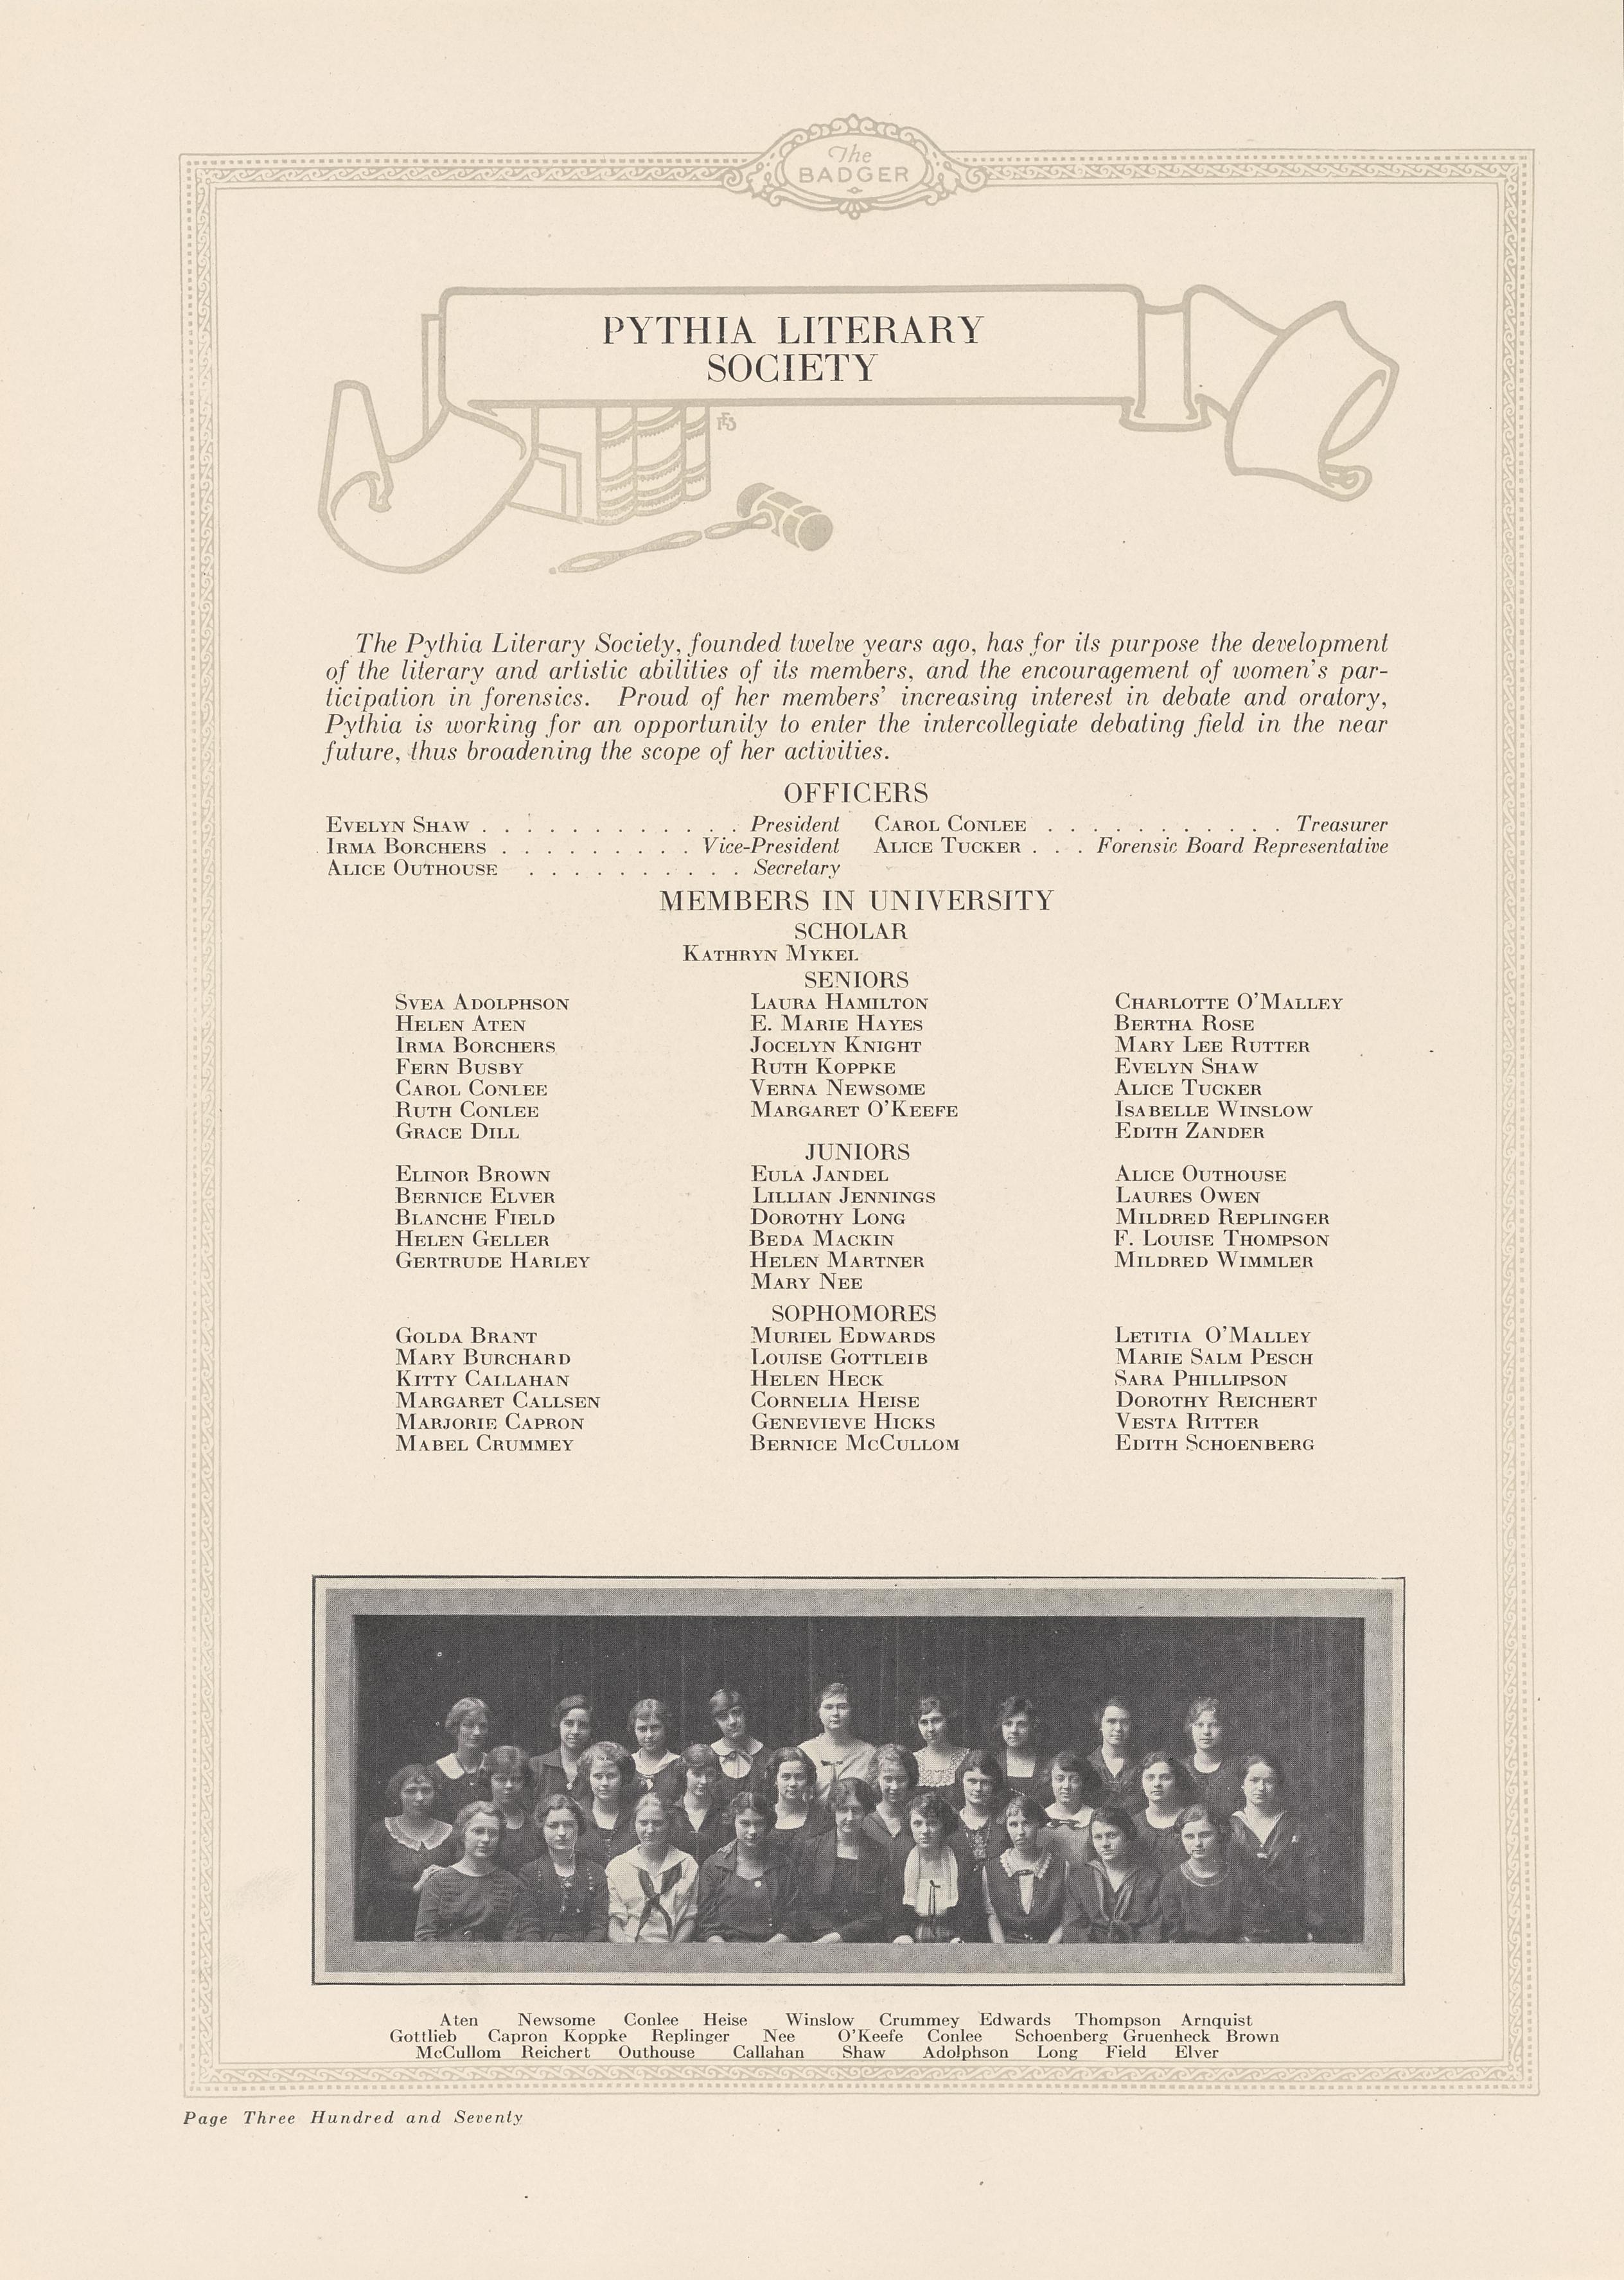 The
BADGER
PYTHIA LITERARY
SOCIETY
The Pythia Literary Society, founded twelve years ago, has for its purpose the development
of the literary and artistic abilities of its members, and the encouragement of women's par-
ticipation in forensics. Proud of her members' increasing interest in debate and oratory,
Pythia is working for an opportunity to enter the intercollegiate debating field in the near
future, thus broadening the scope of her activities.
OFFICERS
EVELYN SHAW . . . . . . . . . . . . President CAROL CONLEE . . . . . . . . . . . Treasurer
IRMA BORCHERS . . . . . . . . . Vice-President ALICE TUCKER . . . Forensic Board Representative
ALICE OUTHOUSE . . . . . . . . . . Secretary
MEMBERS IN UNIVERSITY
SCHOLAR
KATHRYN MYKEL
SENIORS
SVEA ADOLPHSON LAURA HAMILTON CHARLOTTE O'MALLEY
HELEN ATEN E. MARIE HAYES BERTHA ROSE
IRMA BORCHERS JOCELYN KNIGHT MARY LEE RUTTER
FERN BUSBY RUTH KOPPKE EVELYN SHAW
CAROL CONLEE VERNA NEWSOME ALICE TUCKER
RUTH CONLEE MARGARET O'KEEFE ISABELLE WINSLOW
GRACE DILL EDITH ZANDER
JUNIORS
ELINOR BROWN EULA JANDEL ALICE OUTHOUSE
BERNICE ELVER LILLIAN JENNINGS LAURES OWEN
BLANCHE FIELD DOROTHY LONG MILDRED REPLINGER
HELEN GELLER BEDA MACKIN F. LOUISE THOMPSON
GERTRUDE HARLEY HELEN MARTNER MILDRED WIMMLER
MARY NEE
SOPHOMORES
GOLDA BRANT MURIEL EDWARDS LETITIA O'MALLEY
MARY BURCHARD LOUISE GOTTLEIB MARIE SALM PESCH
KITTY CALLAHAN HELEN HECK SARA PHILLIPSON
MARGARET CALLSEN CORNELIA HEISE DOROTHY REICHERT
MARJORIE CAPRON GENEVIEVE HICKS VESTA RITTER
MABEL CRUMMEY BERNICE MCCULLOM EDITH SCHOENBERG
Aten Newsome Conlee Heise Winslow Crummey Edwards Thompson Arnquist
Gottlieb Capron Koppke Replinger Nee O'Keefe Conlee Schoenberg Gruenheck Brown
McCullom Reichert Outhouse Callahan Shaw Adolphson Long Field Elver
Page Three Hundred and Seventy